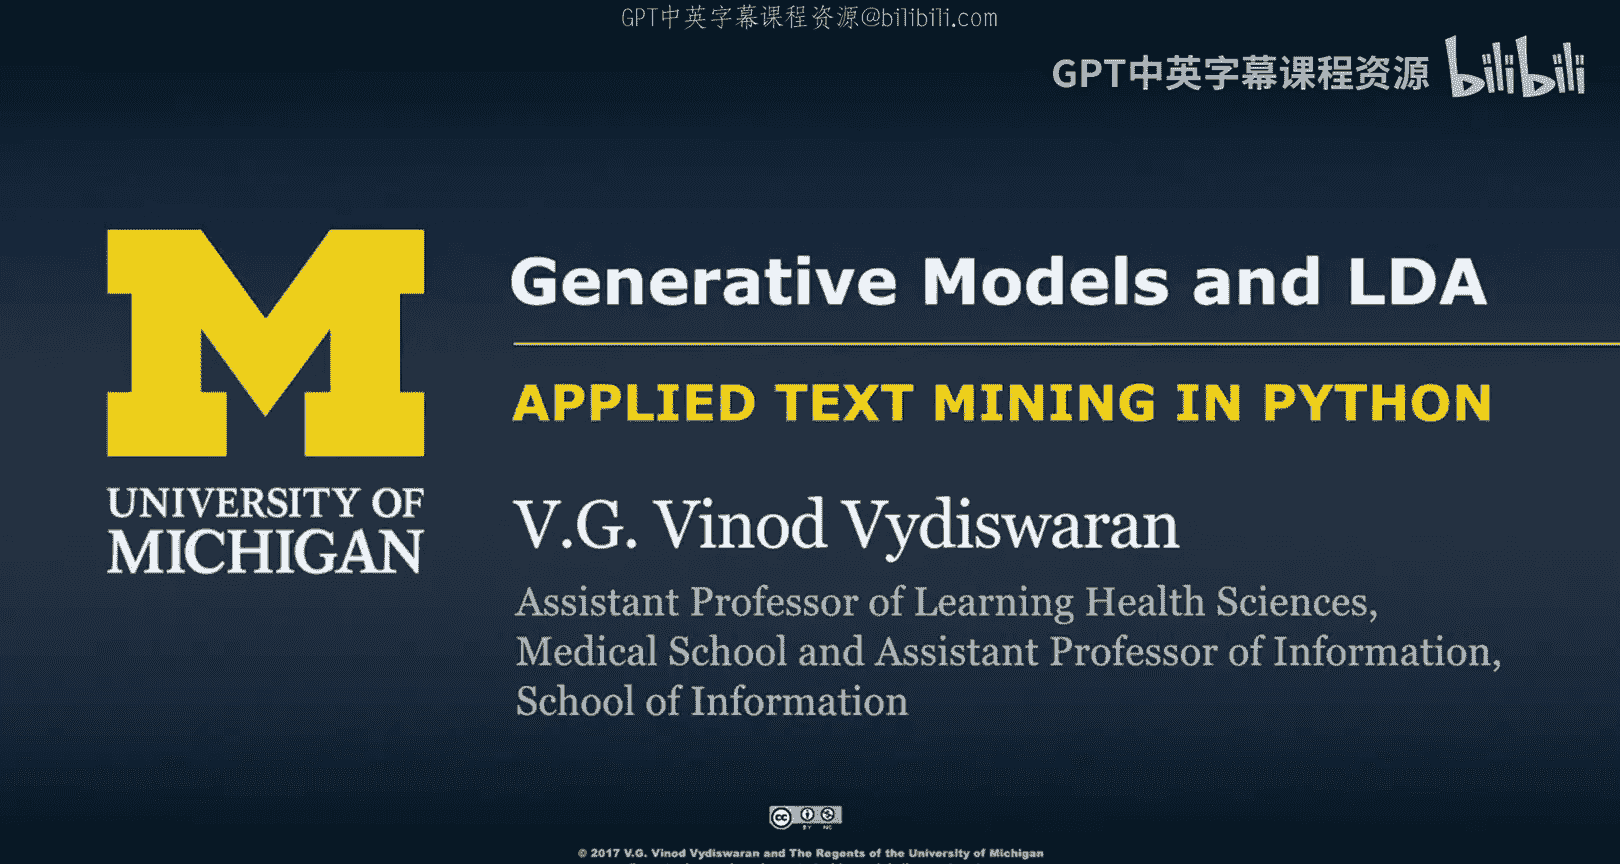 GPT中英字幕课程资源@bilibili.com
GPT中英字幕课程资源 bilibili
Generative Models and LDA
APPLIED TEXT MINING IN PYTHON
UNIVERSITY OF
MICHIGAN
V.G. Vinod Vydiswaran
Assistant Professor of Learning Health Sciences,
Medical School and Assistant Professor of Information,
School of Information
cc
BY NC
© 2017 V.G. Vinod Vydiswaran and The Regents of the University of Michigan